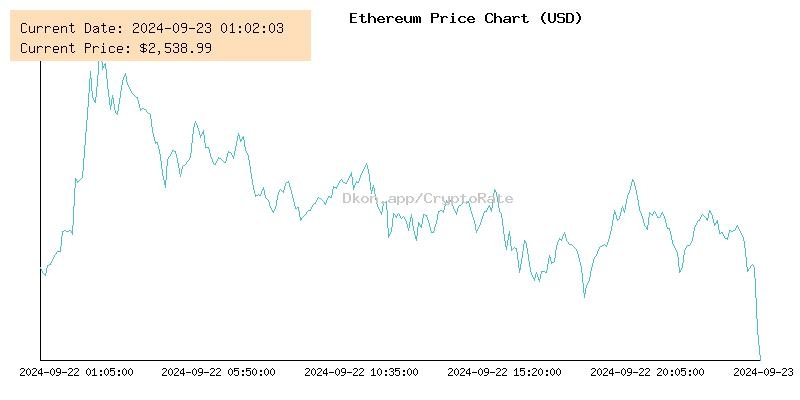 Ethereum Price Chart (USD)
Current Date: 2024-09-23 01:02:03
Current Price: $2,538.99
Dkon.app/CryptoRate
2024-09-22 01:05:00 2024-09-22 05:50:00 2024-09-22 10:35:00 2024-09-22 15:20:00 2024-09-22 20:05:00 2024-09-23